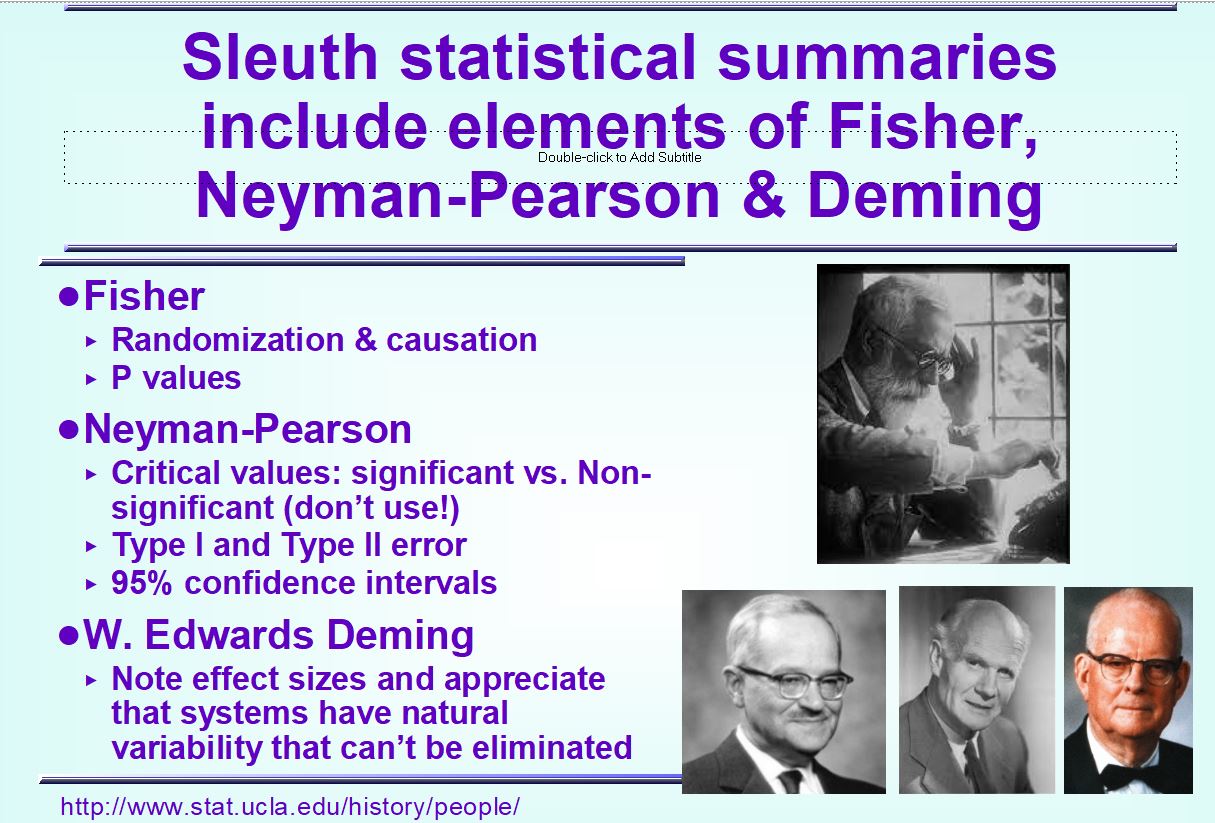 Sleuth statistical summaries
include elements of Fisher,
Double-click to Add Subtitle
Neyman-Pearson & Deming
●Fisher
▸ Randomization & causation
▸ P values
●Neyman-Pearson
▸ Critical values: significant vs. Non-
significant (don’t use!)
▸ Type I and Type II error
▸ 95% confidence intervals
●W. Edwards Deming
▸ Note effect sizes and appreciate
that systems have natural
variability that can’t be eliminated
http://www.stat.ucla.edu/history/people/